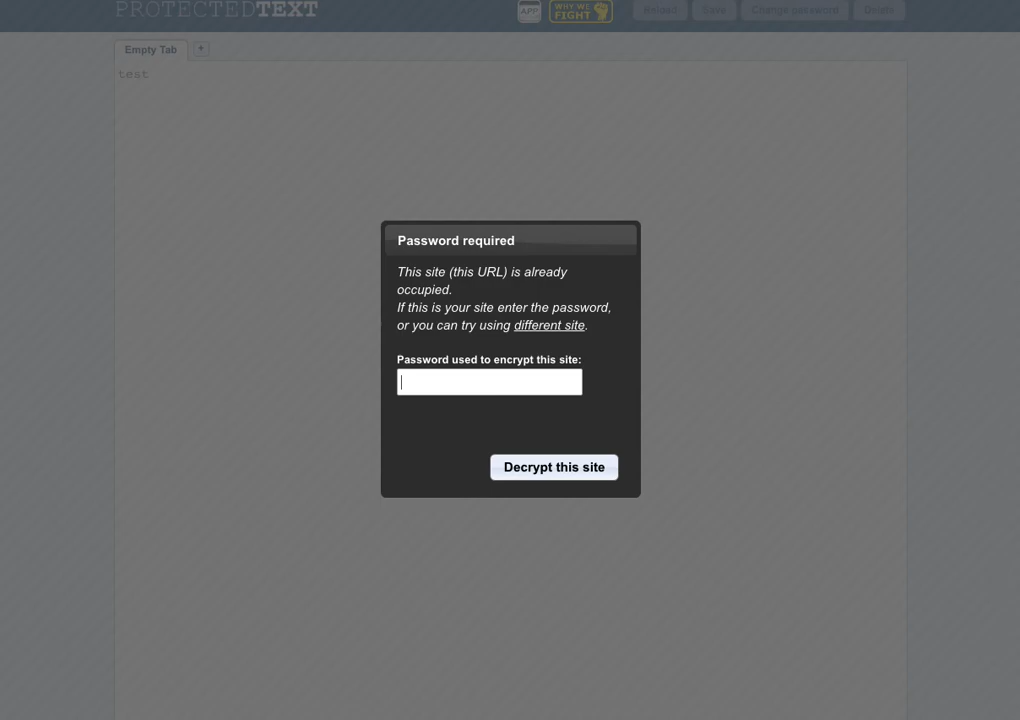 PROTECTEDTEXT
APP
WHY WE
FIGHT
Reload
Save
Change password
Delete
Empty Tab
+
test
Password required
This site (this URL) is already
occupied.
If this is your site enter the password,
or you can try using different site.
Password used to encrypt this site:
Decrypt this site